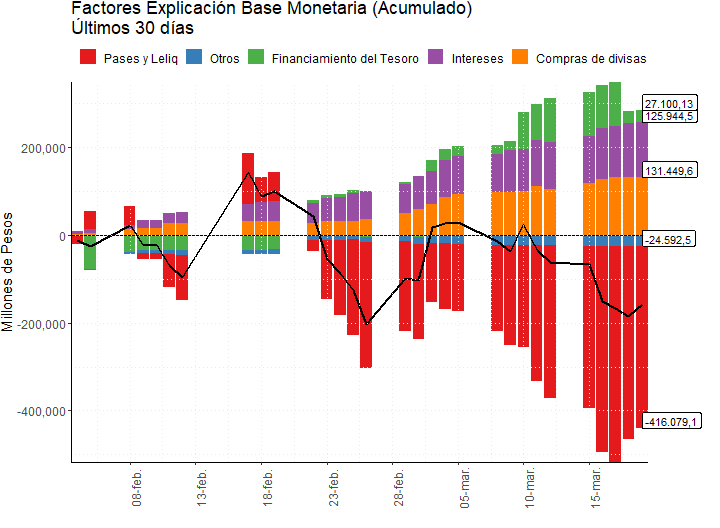 Factores Explicación Base Monetaria (Acumulado)
Últimos 30 días
Pases y Leliq Otros Financiamiento del Tesoro Intereses Compras de divisas
Millones de Pesos
200,000
0
-200,000
-400,000
27.100,13
125.944,5
131.449,6
-24.592,5
-416.079,1
08-feb. 13-feb. 18-feb. 23-feb. 28-feb. 05-mar. 10-mar. 15-mar.